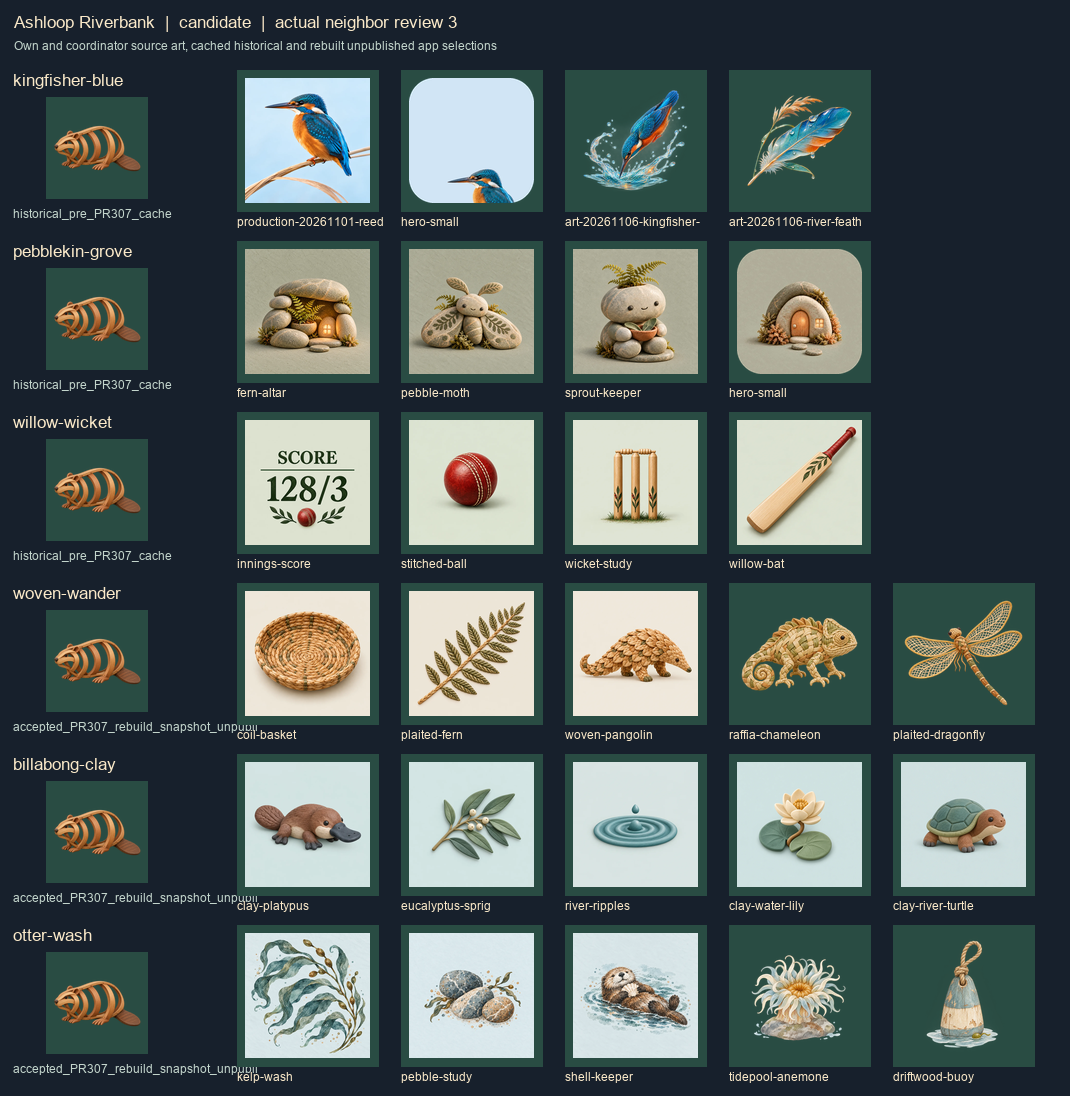 Ashloop Riverbank | candidate | actual neighbor review 3
Own and coordinator source art, cached historical and rebuilt unpublished app selections
kingfisher-blue
historical_pre_PR307_cache
production-20261101-reed
hero-small
art-20261106-kingfisher-
art-20261106-river-feath
pebblekin-grove
historical_pre_PR307_cache
fern-altar
pebble-moth
sprout-keeper
hero-small
willow-wicket
SCORE
128/3
historical_pre_PR307_cache
innings-score
stitched-ball
wicket-study
willow-bat
woven-wander
accepted_PR307_rebuild_snapshot_unpubli
coil-basket
plaited-fern
woven-pangolin
raffia-chameleon
plaited-dragonfly
billabong-clay
accepted_PR307_rebuild_snapshot_unpubli
clay-platypus
eucalyptus-sprig
river-ripples
clay-water-lily
clay-river-turtle
otter-wash
accepted_PR307_rebuild_snapshot_unpubli
kelp-wash
pebble-study
shell-keeper
tidepool-anemone
driftwood-buoy